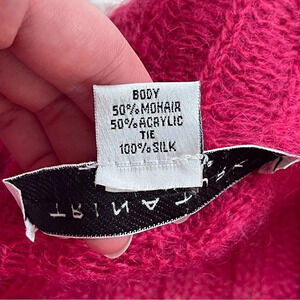 BODY
50% MOHAIR
50% ACRYLIC
TIE
100% SILK